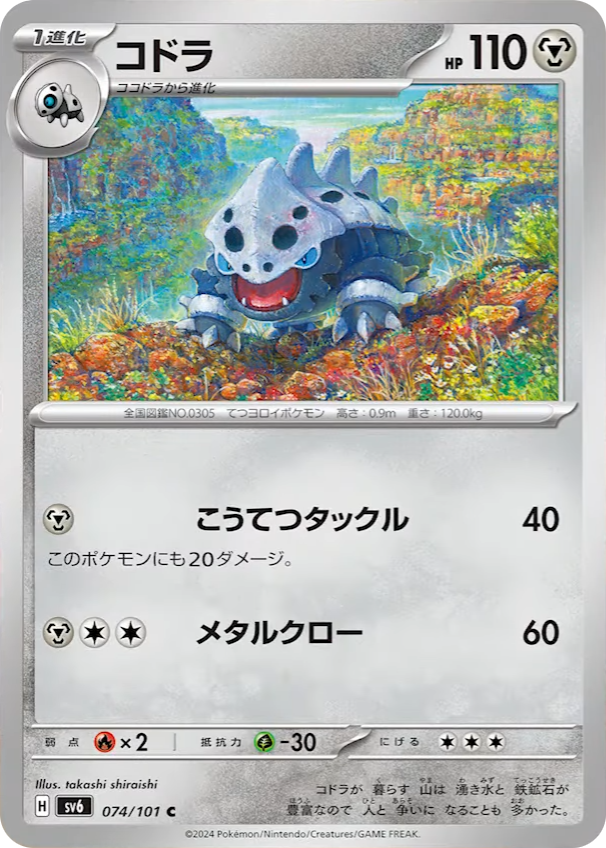 1進化
コドラ
HP 110
ココドラから進化
全国図鑑NO.0305 てつヨロイポケモン 高さ:0.9m 重さ:120.0kg
こうてつタックル 40
このポケモンにも20ダメージ。
メタルクロー 60
弱点 ×2 抵抗力 -30 にげる
Illus. takashi shiraishi
H sv6 074/101 C
コドラが 暮らす 山は 湧き水と 鉄鉱石が
豊富なので 人と 争いに なることも 多かった。
©2024 Pokémon/Nintendo/Creatures/GAME FREAK.